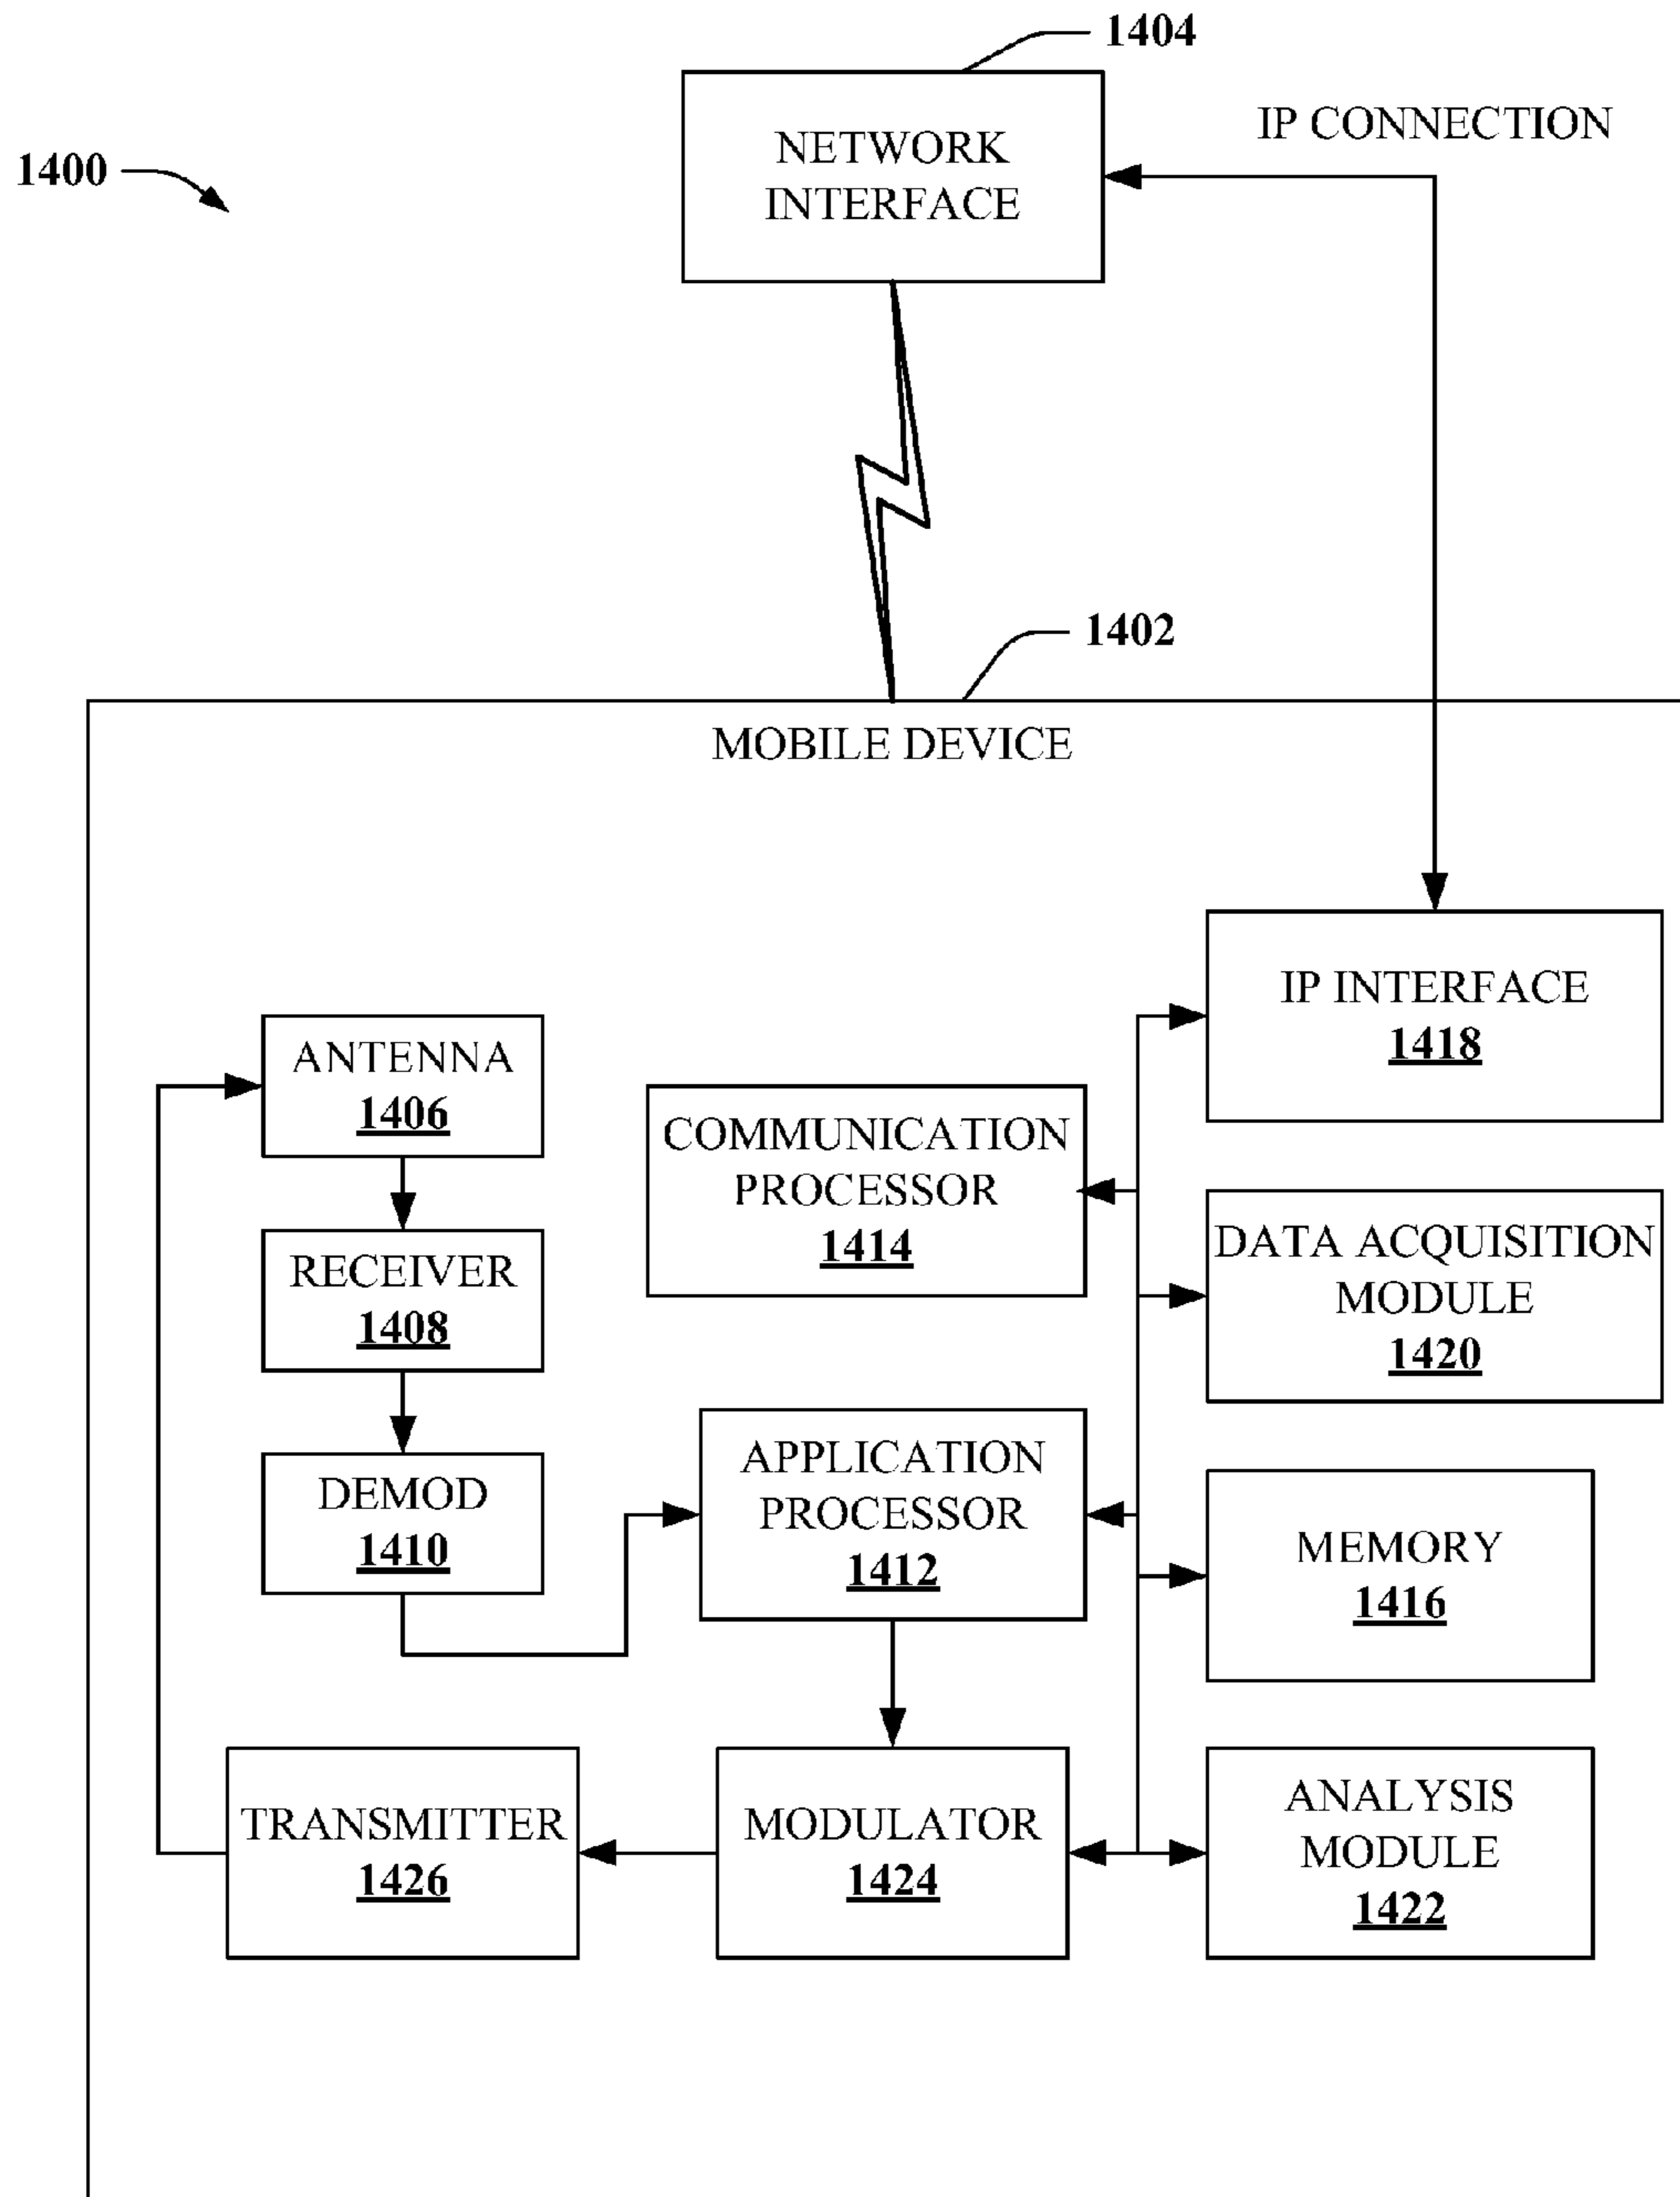 1404
NETWORK
INTERFACE
IP CONNECTION
1400
1402
MOBILE DEVICE
IP INTERFACE
1418
ANTENNA
1406
COMMUNICATION
PROCESSOR
1414
RECEIVER
1408
DATA ACQUISITION
MODULE
1420
DEMOD
1410
APPLICATION
PROCESSOR
1412
MEMORY
1416
TRANSMITTER
1426
MODULATOR
1424
ANALYSIS
MODULE
1422